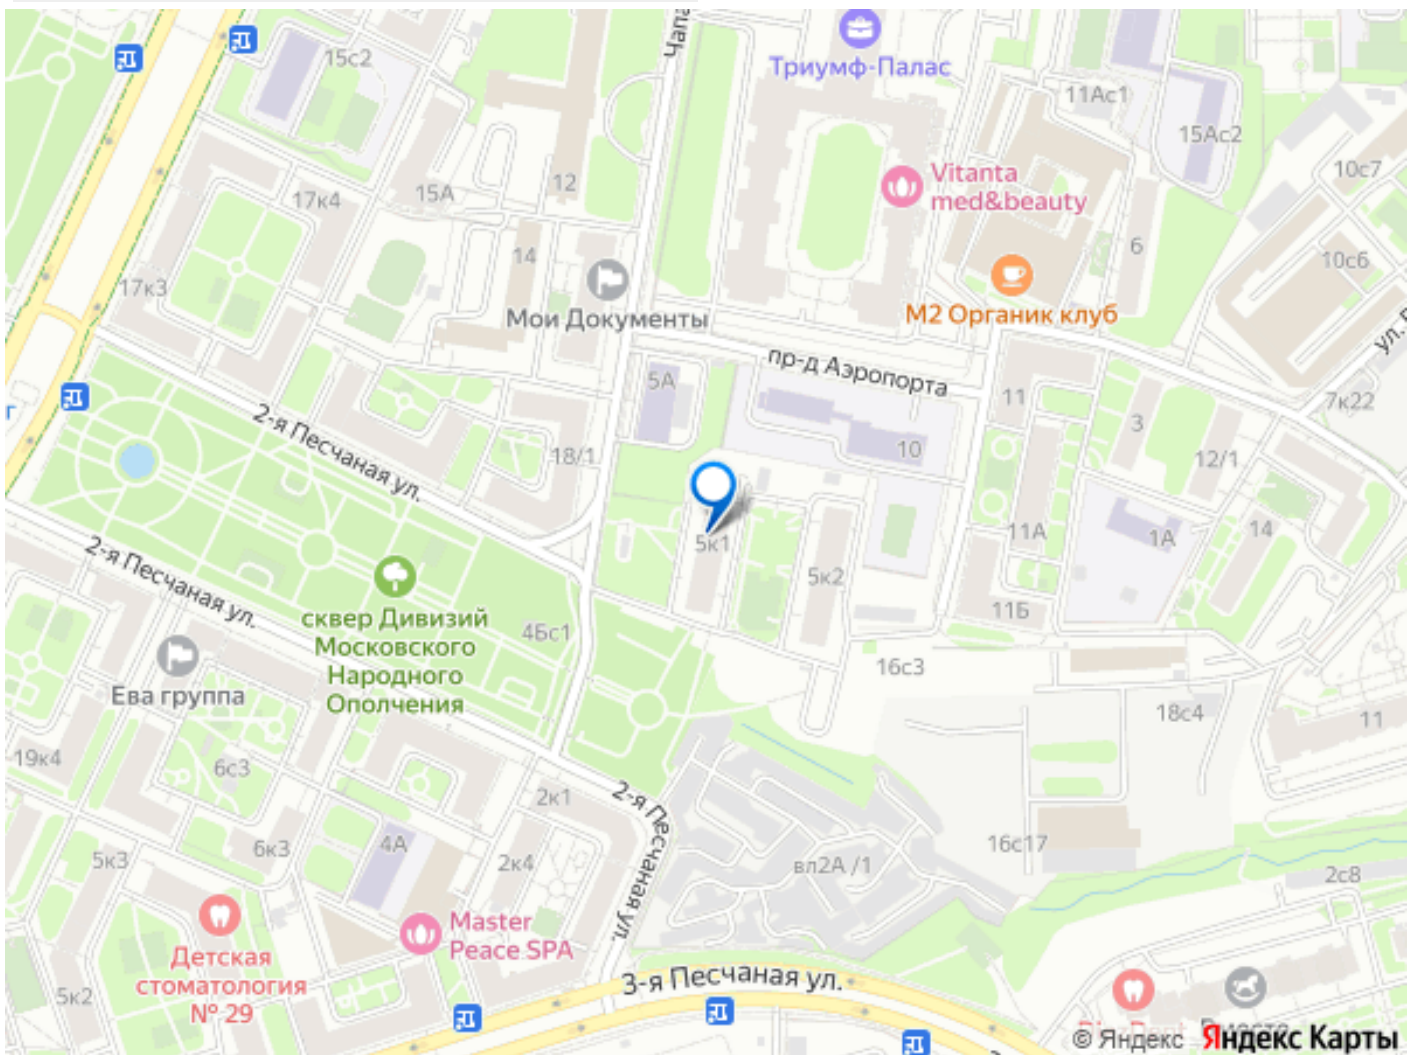 15с2
Чапа
Триумф-Палас
11Ас1
15Ас2
10с7
12
17к4
15А
Vitanta
med&beauty
6
14
10с6
17к3
Мои Документы
М2 Органик клуб
ул.
пр-д Аэропорта
5А
11
7к22
2-я Песчаная ул.
3
10
18/1
12/1
5к1
11А
1А
14
2-я Песчаная ул.
5к2
сквер Дивизий
Московского
Народного
Ополчения
4Бс1
11Б
16с3
Ева группа
18с4
11
19к4
6с3
2к1
2-я Песчаная ул.
4А
16с17
5к3
6к3
2к4
вл2А /1
2с8
Master
Peace SPA
Детская
стоматология
№ 29
3-я Песчаная ул.
5к2
© Яндекс Яндекс Карты